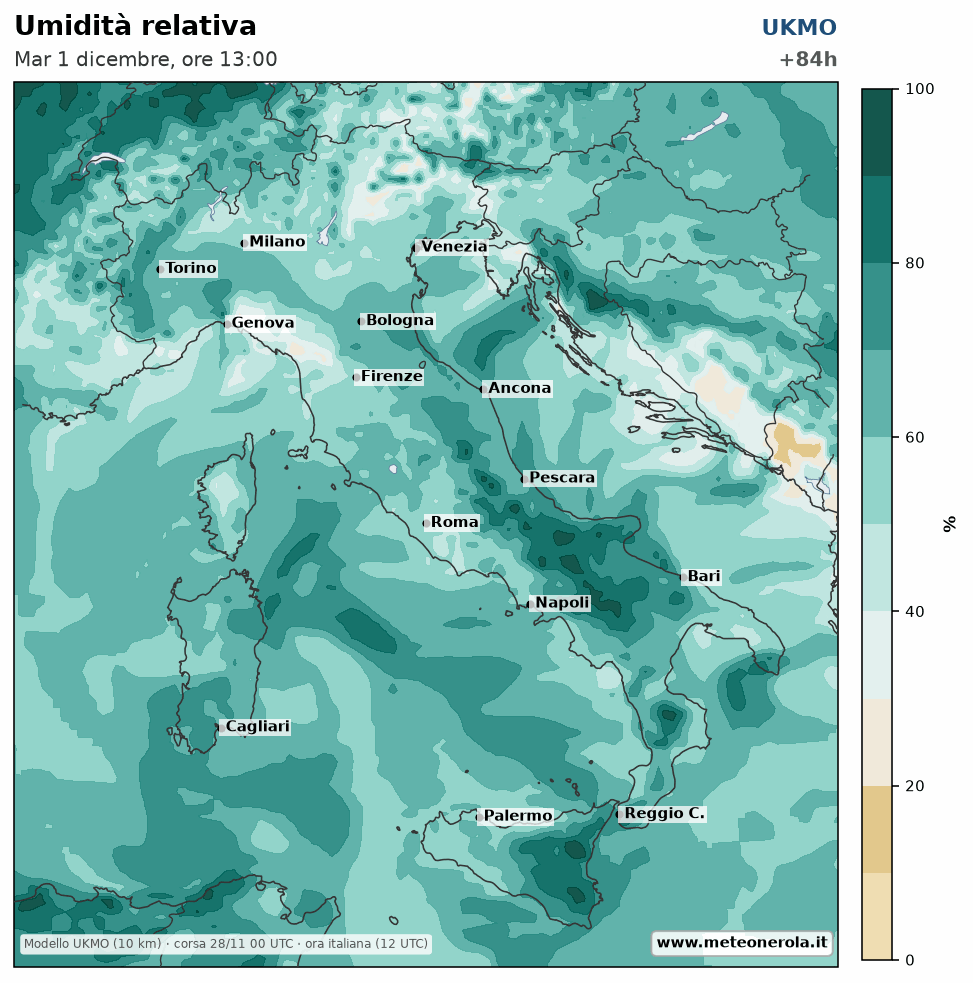 Umidità relativa
UKMO
Mar 1 dicembre, ore 13:00
+84h
100
80
60
40
20
0
%
Milano
Venezia
Torino
Genova
Bologna
Firenze
Ancona
Pescara
Roma
Bari
Napoli
Cagliari
Palermo
Reggio C.
Modello UKMO (10 km) · corsa 28/11 00 UTC · ora italiana (12 UTC)
www.meteonerola.it